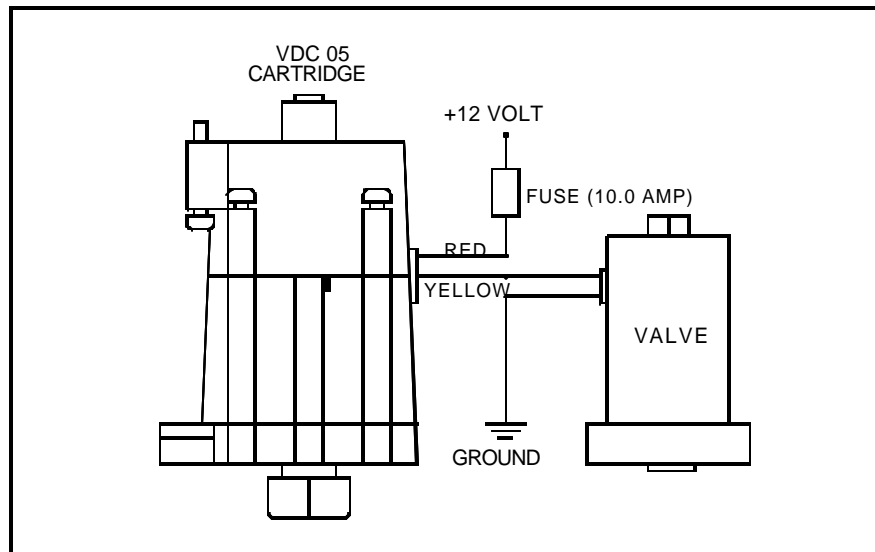 VDC 05
CARTRIDGE
+12 VOLT
FUSE (10.0 AMP)
RED
YELLOW
VALVE
GROUND